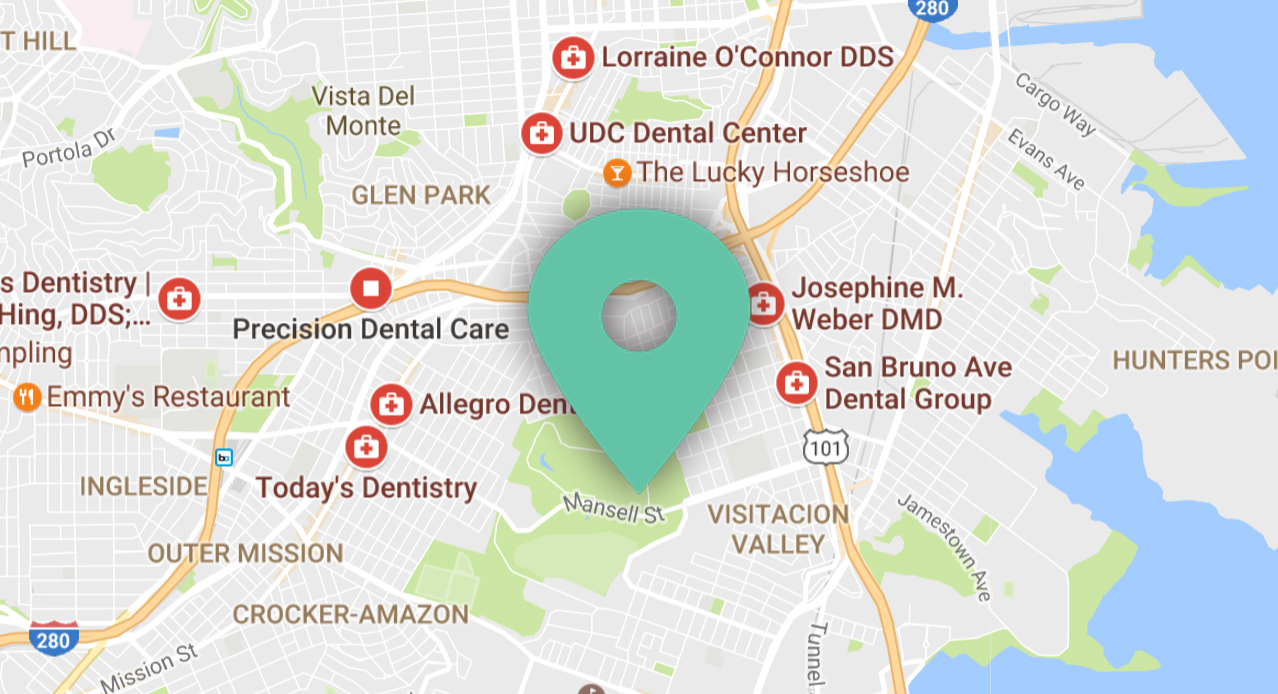 280
T HILL
Lorraine O'Connor DDS
Vista Del
Monte
Cargo Way
UDC Dental Center
Portola Dr
Evans Ave
The Lucky Horseshoe
GLEN PARK
s Dentistry |
Hing, DDS;...
Josephine M.
Weber DMD
Precision Dental Care
mpling
HUNTERS POI
San Bruno Ave
Dental Group
Emmy's Restaurant
Allegro Den
101
INGLESIDE
Today's Dentistry
Mansell St
VISITACION
VALLEY
Jamestown Ave
OUTER MISSION
CROCKER-AMAZON
280
Mission St
Tunnel